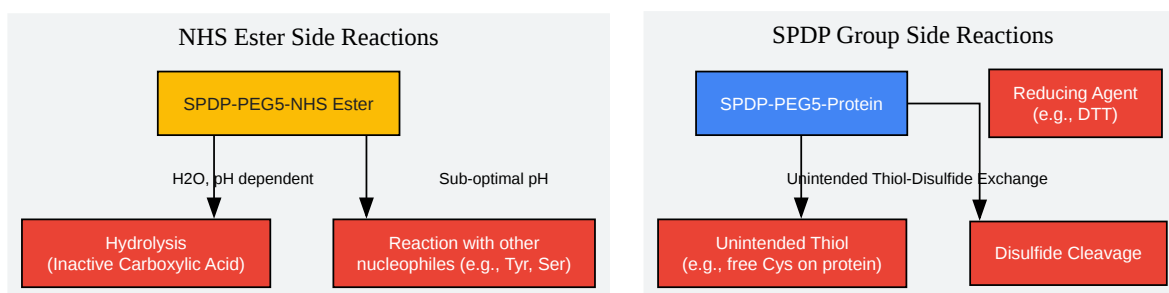 NHS Ester Side Reactions
SPDP-PEG5-NHS Ester
H2O, pH dependent
Sub-optimal pH
Hydrolysis
(Inactive Carboxylic Acid)
Reaction with other
nucleophiles (e.g., Tyr, Ser)
SPDP Group Side Reactions
SPDP-PEG5-Protein
Reducing Agent
(e.g., DTT)
Unintended Thiol-Disulfide Exchange
Unintended Thiol
(e.g., free Cys on protein)
Disulfide Cleavage